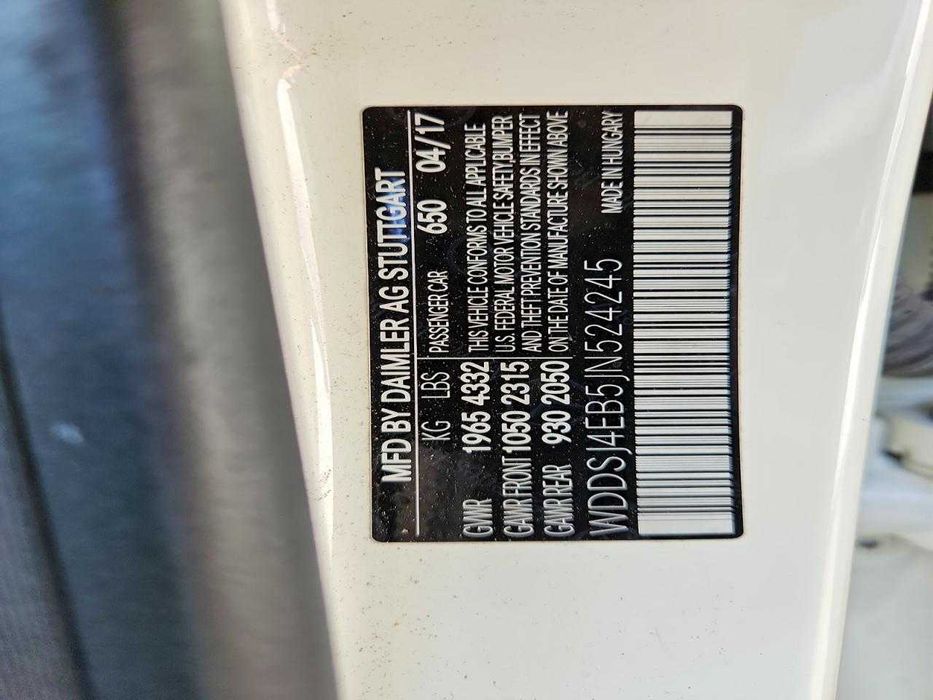 MFD BY DAIMLER AG STUTTGART
KG LBS PASSENGER CAR 650 04/17
GVWR 1965 4332 THIS VEHICLE CONFORMS TO ALL APPLICABLE
GAWR FRONT 1050 2315 U.S. FEDERAL MOTOR VEHICLE SAFETY, BUMPER
AND THEFT PREVENTION STANDARDS IN EFFECT
GAWR REAR 930 2050 ON THE DATE OF MANUFACTURE SHOWN ABOVE
WDDSJ4EB5JN524245 MADE IN HUNGARY